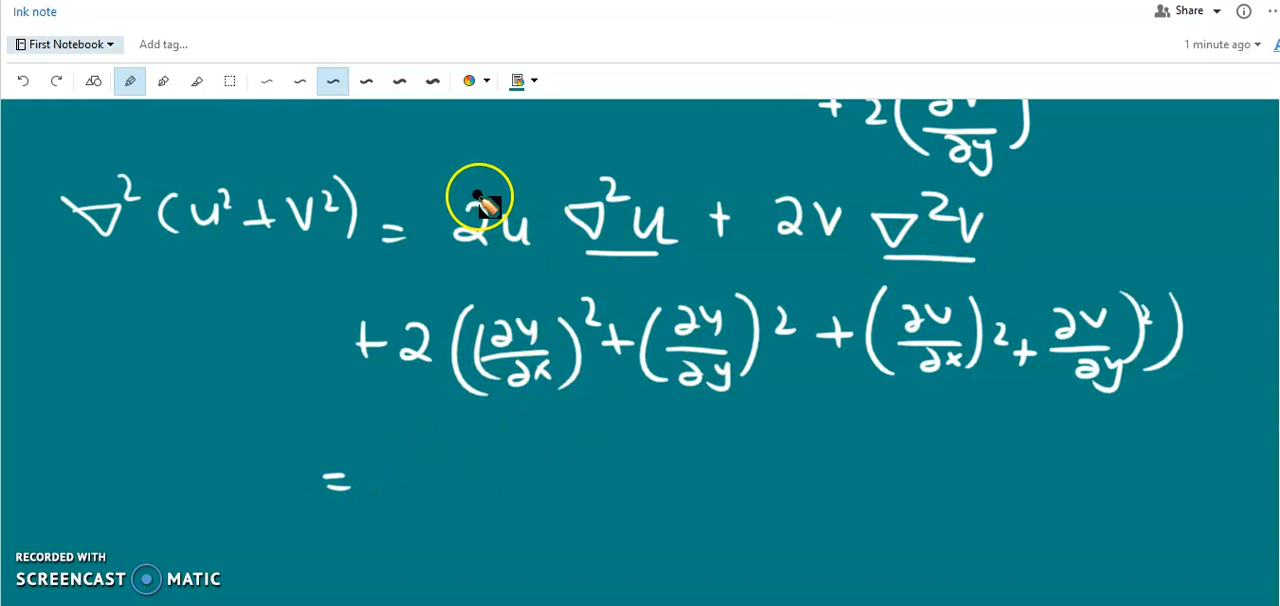 Ink note
Share
First Notebook
Add tag...
1 minute ago
+ 2(∂v/∂y)
∇²(u²+v²) = 2u ∇²u + 2v ∇²v
+2((∂u/∂x)²+(∂u/∂y)² +(∂v/∂x)²+ ∂v/∂y)²)
=
RECORDED WITH
SCREENCAST MATIC